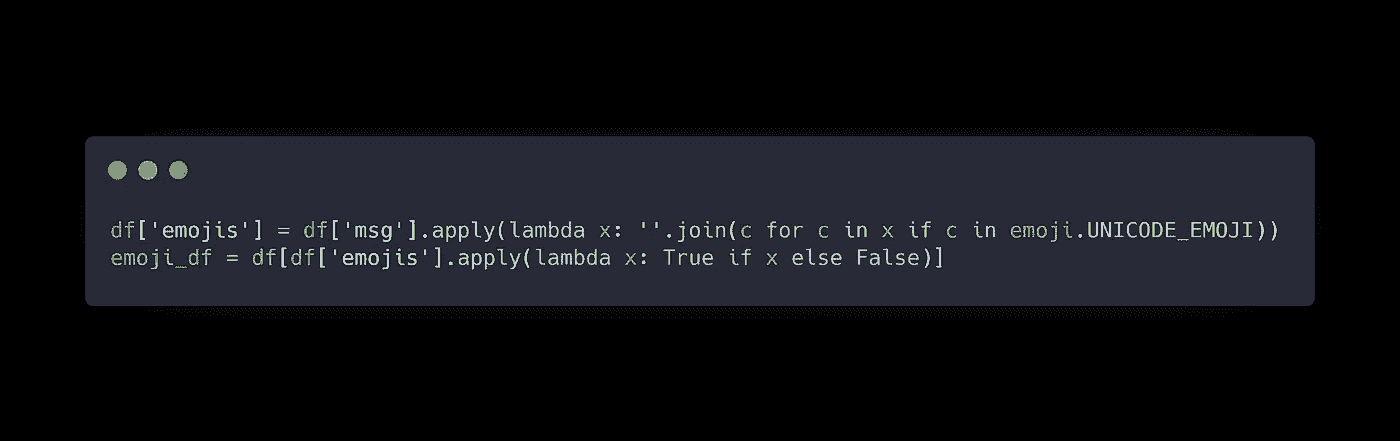 df['emojis'] = df['msg'].apply(lambda x: ''.join(c for c in x if c in emoji.UNICODE_EMOJI))
emoji_df = df[df['emojis'].apply(lambda x: True if x else False)]